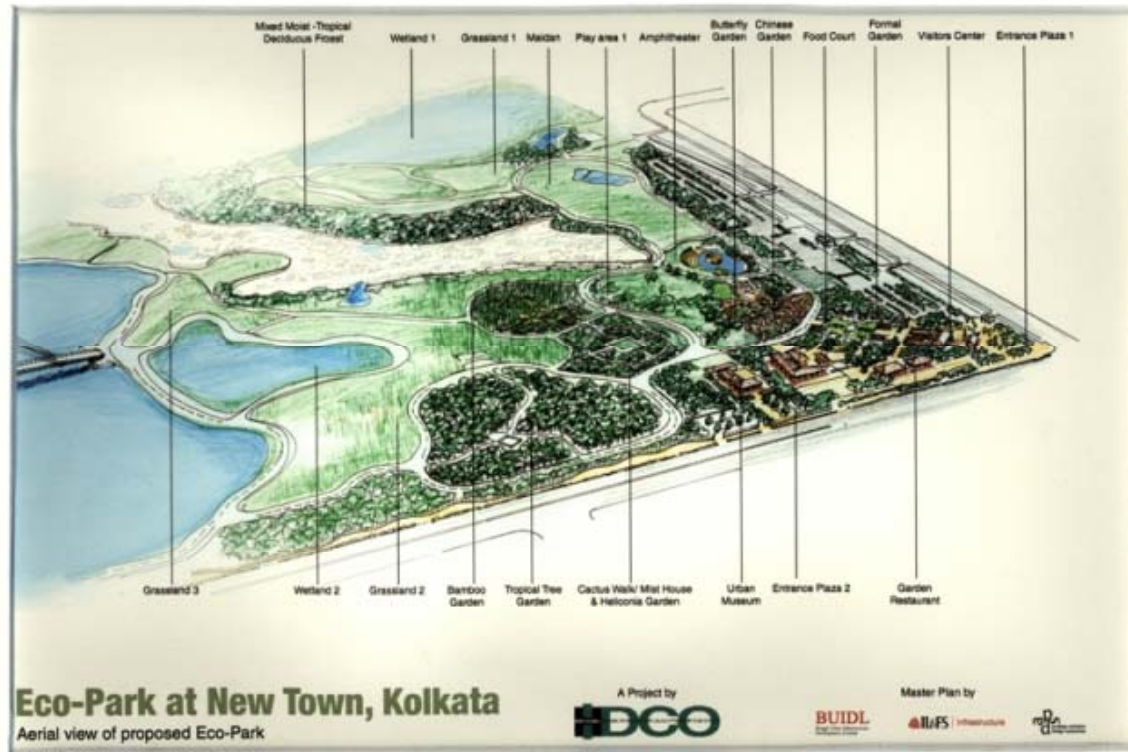 Mixed Moist -Tropical
Deciduous Froest
Wetland 1
Grassland 1
Maidan
Play area 1
Amphitheater
Butterfly
Garden
Chinese
Garden
Food Court
Formal
Garden
Visitors Center
Entrance Plaza 1
Grassland 3
Wetland 2
Grassland 2
Bamboo
Garden
Tropical Tree
Garden
Cactus Walk/ Mist House
& Heliconia Garden
Urban
Museum
Entrance Plaza 2
Garden
Restaurant
Eco-Park at New Town, Kolkata
Aerial view of proposed Eco-Park
A Project by
HIDCO
Master Plan by
BUIDL
IL&FS Infrastructure